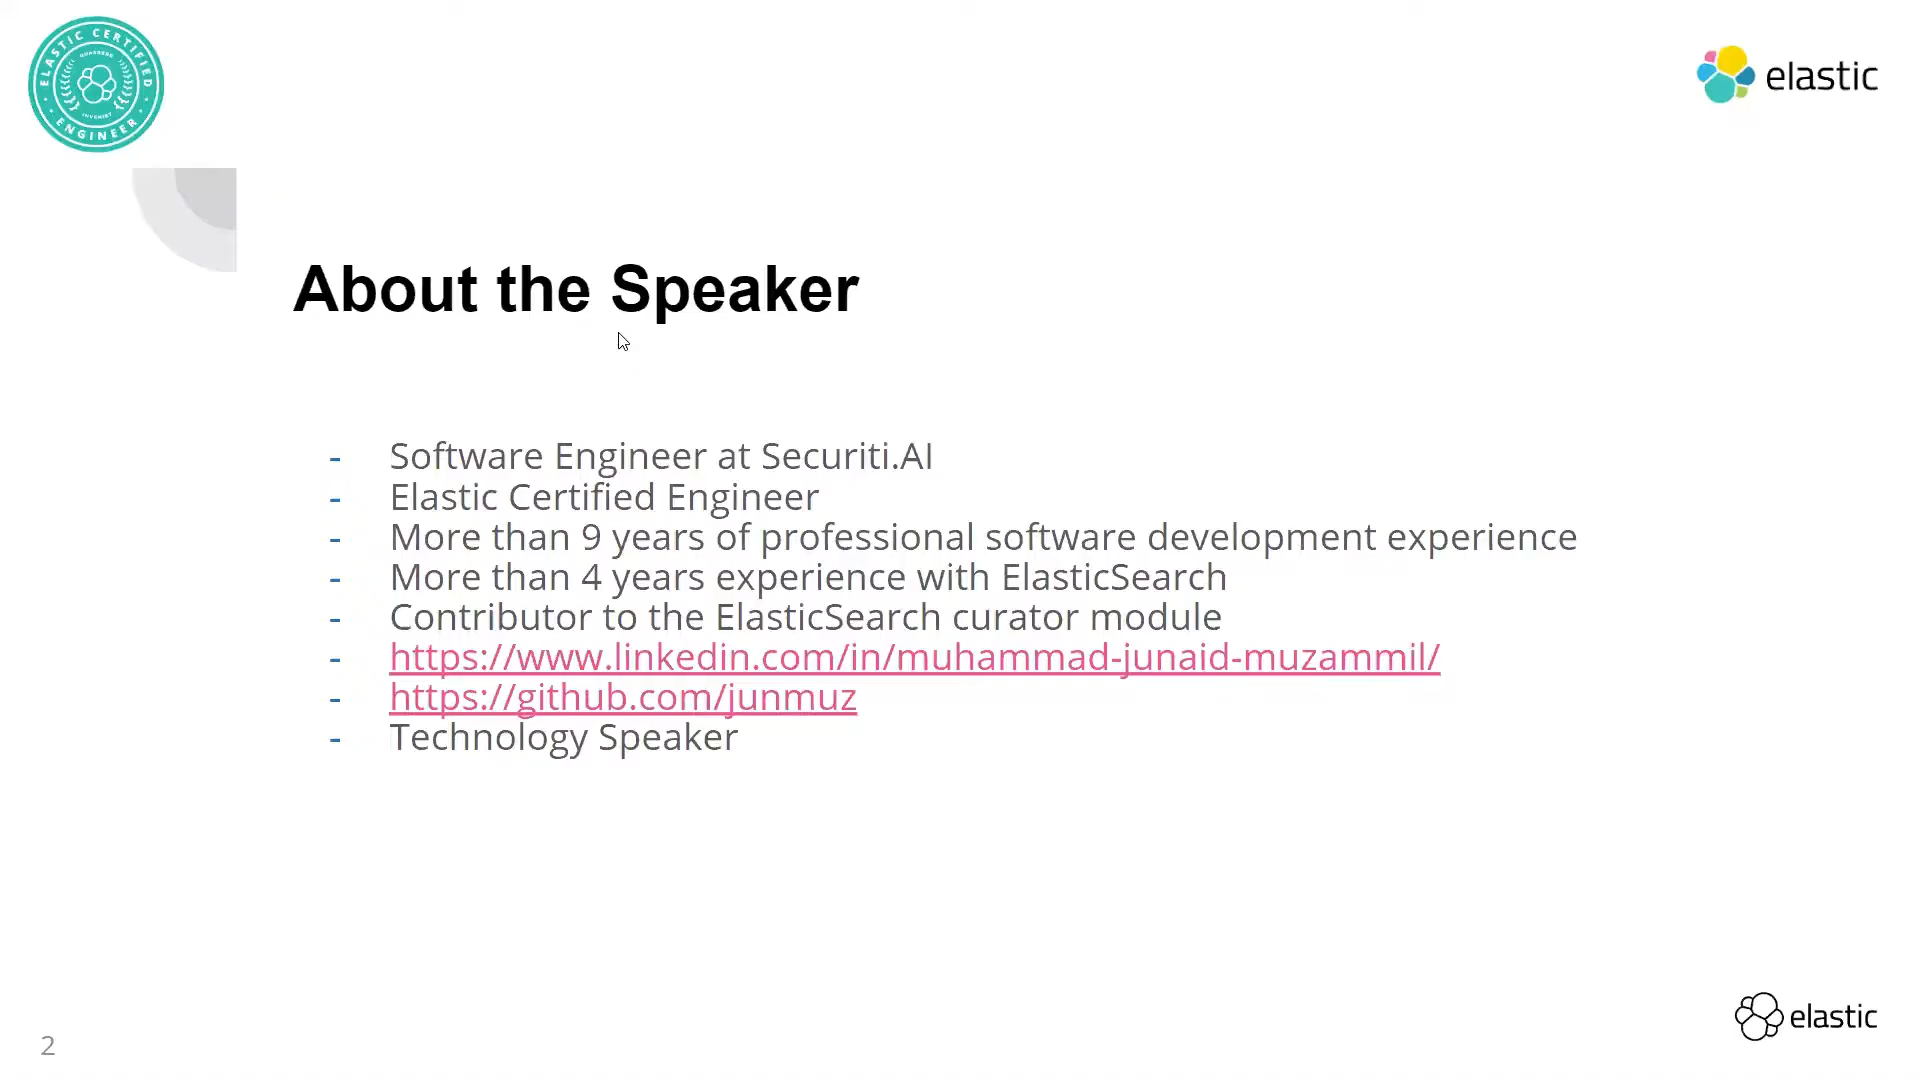 ELASTIC CERTIFIED
ENGINEER
elastic
About the Speaker
- Software Engineer at Securiti.AI
- Elastic Certified Engineer
- More than 9 years of professional software development experience
- More than 4 years experience with ElasticSearch
- Contributor to the ElasticSearch curator module
- https://www.linkedin.com/in/muhammad-junaid-muzammil/
- https://github.com/junmuz
- Technology Speaker
elastic
2